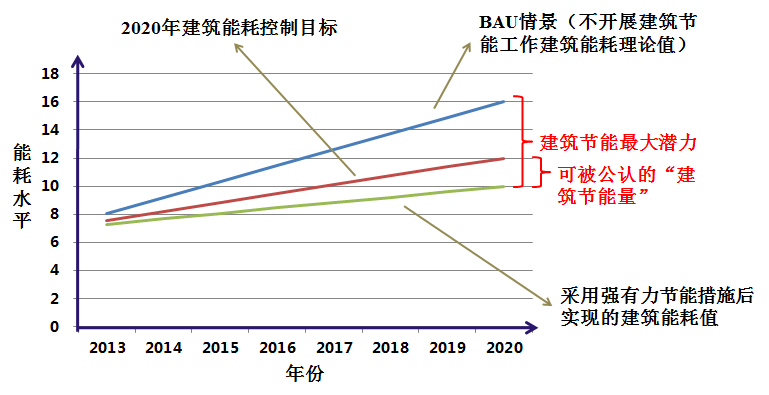 2020年建筑能耗控制目标
BAU情景（不开展建筑节
能工作建筑能耗理论值）
18
16
14
12
10
8
6
4
2
0
能耗水平
建筑节能最大潜力
可被公认的“建
筑节能量”
采用强有力节能措施后
实现的建筑能耗值
2013 2014 2015 2016 2017 2018 2019 2020
年份